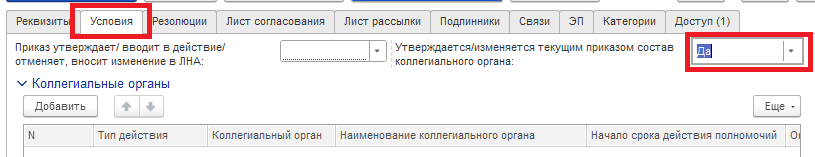 Реквизиты Условия Резолюции Лист согласования Лист рассылки Подлинники Связи ЭП Категории Доступ (1)
Приказ утверждает/ вводит в действие/ Утверждается/изменяется текущим приказом состав Да
отменяет, вносит изменение в ЛНА: коллегиального органа:
Коллегиальные органы
Добавить Еще
N Тип действия Коллегиальный орган Наименование коллегиального органа Начало срока действия полномочий